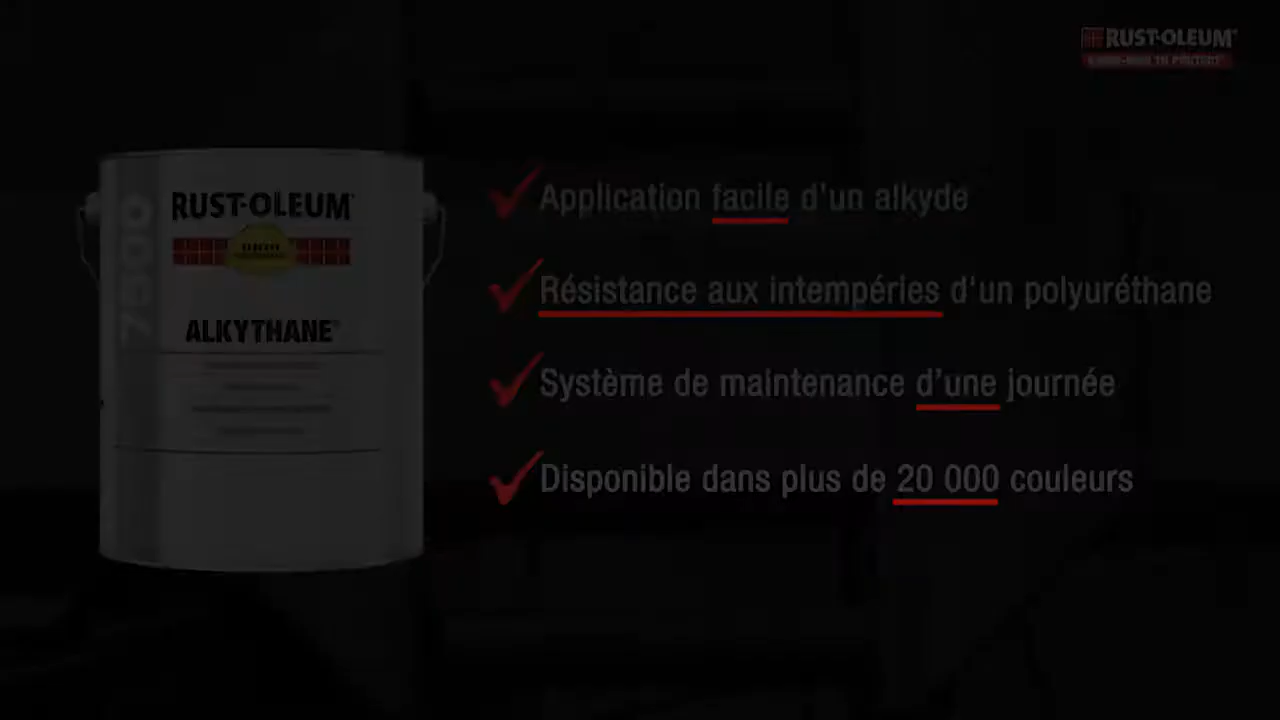 RUST-OLEUM®
7500
RUST-OLEUM®
ALKYTHANE®
Application facile d'un alkyde
Résistance aux intempéries d'un polyuréthane
Système de maintenance d'une journée
Disponible dans plus de 20 000 couleurs